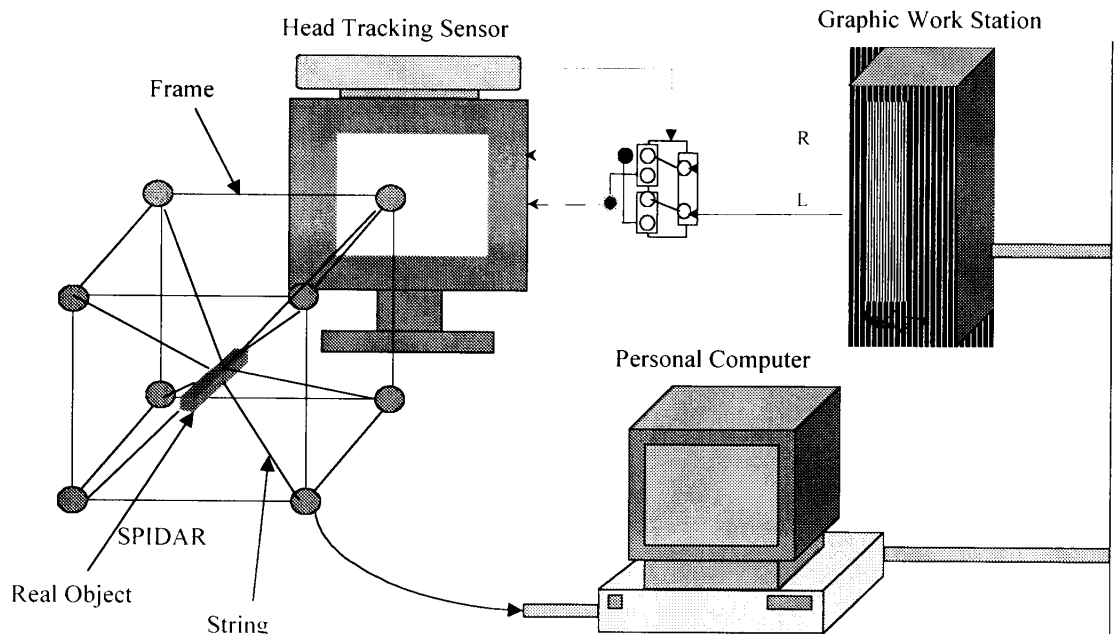 Head Tracking Sensor
Graphic Work Station
Frame
R
L
Personal Computer
SPIDAR
Real Object
String